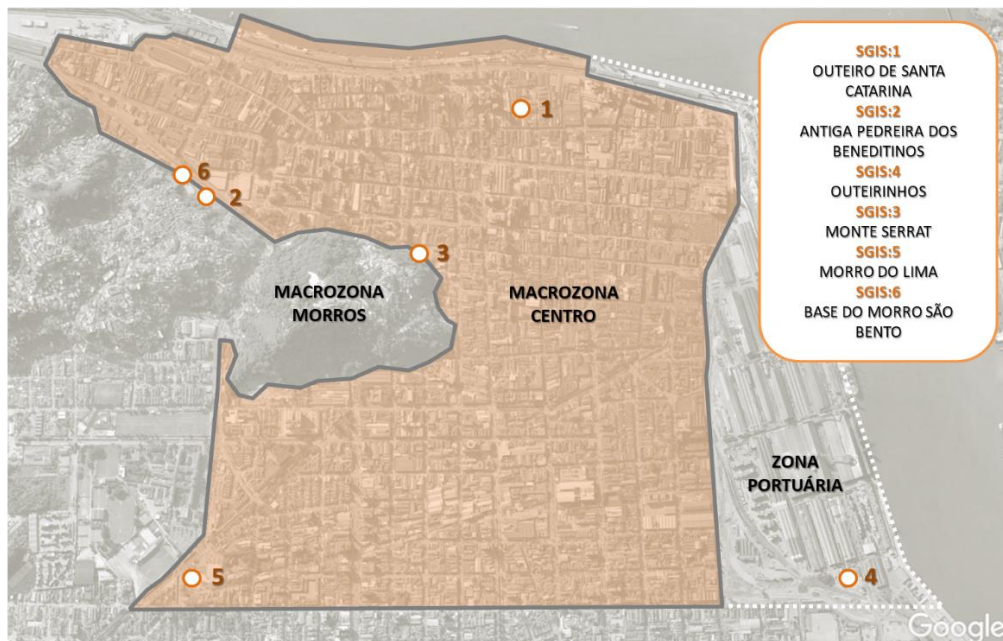 SGIS:1
OUTEIRO DE SANTA
CATARINA
SGIS:2
ANTIGA PEDREIRA DOS
BENEDITINOS
SGIS:4
OUTEIRINHOS
SGIS:3
MONTE SERRAT
SGIS:5
MORRO DO LIMA
SGIS:6
BASE DO MORRO SÃO
BENTO
1
6
2
3
MACROZONA
MORROS
MACROZONA
CENTRO
ZONA
PORTUÁRIA
5
4
Google